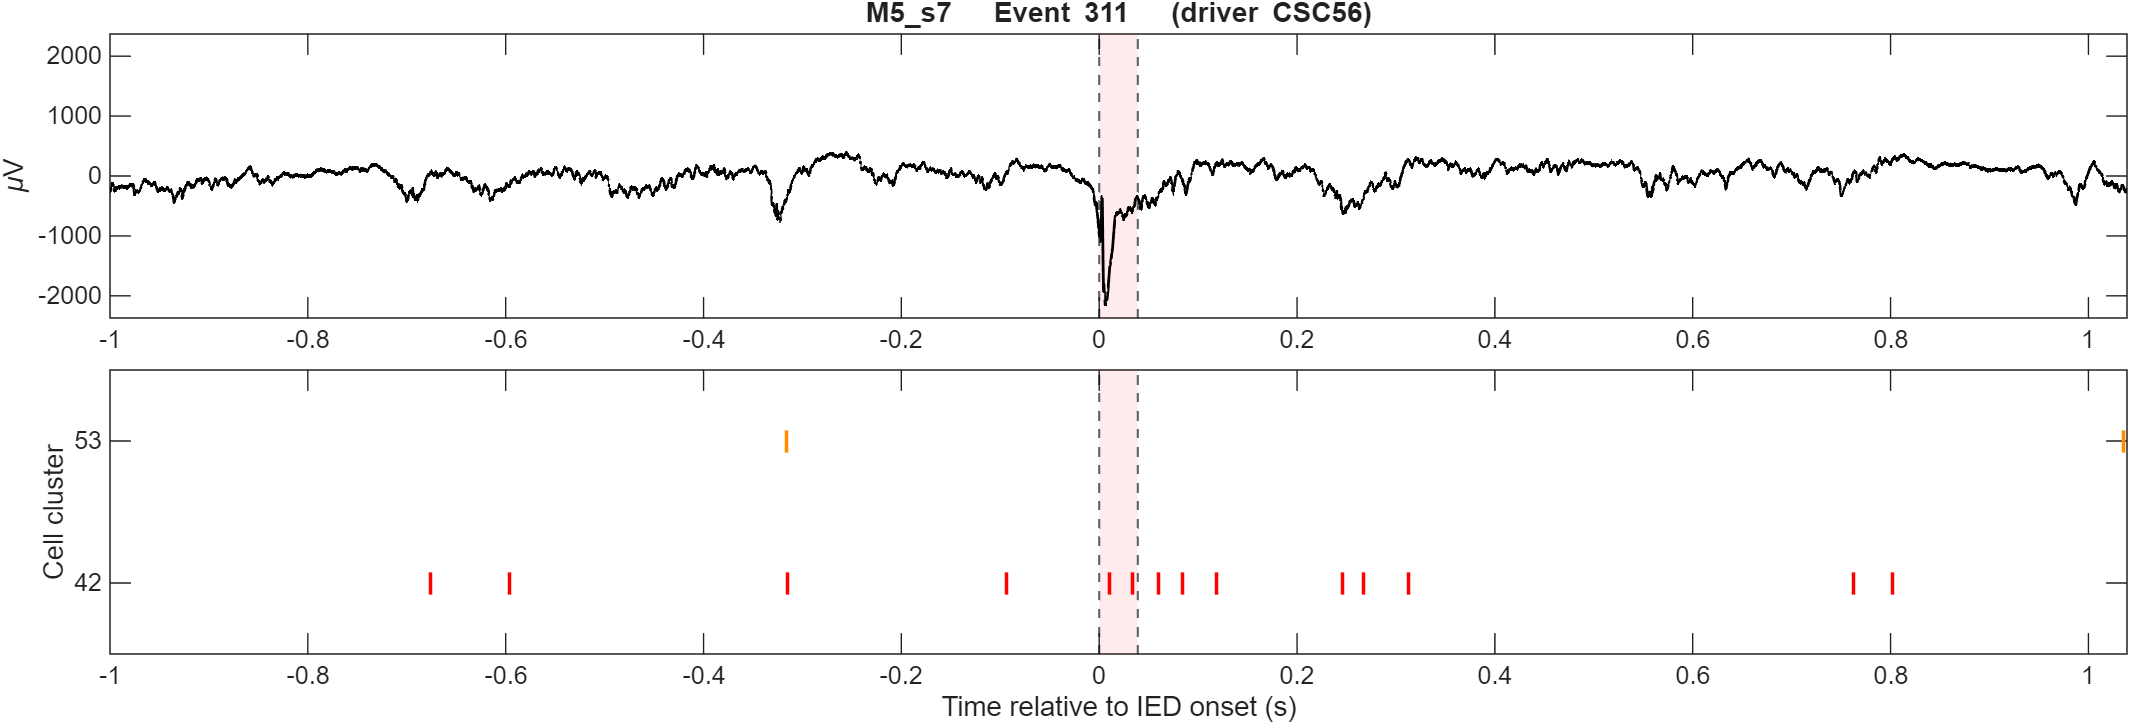 M5_s7 Event 311 (driver CSC56)
µV
2000
1000
0
-1000
-2000
-1 -0.8 -0.6 -0.4 -0.2 0 0.2 0.4 0.6 0.8 1
Cell cluster
53
42
-1 -0.8 -0.6 -0.4 -0.2 0 0.2 0.4 0.6 0.8 1
Time relative to IED onset (s)